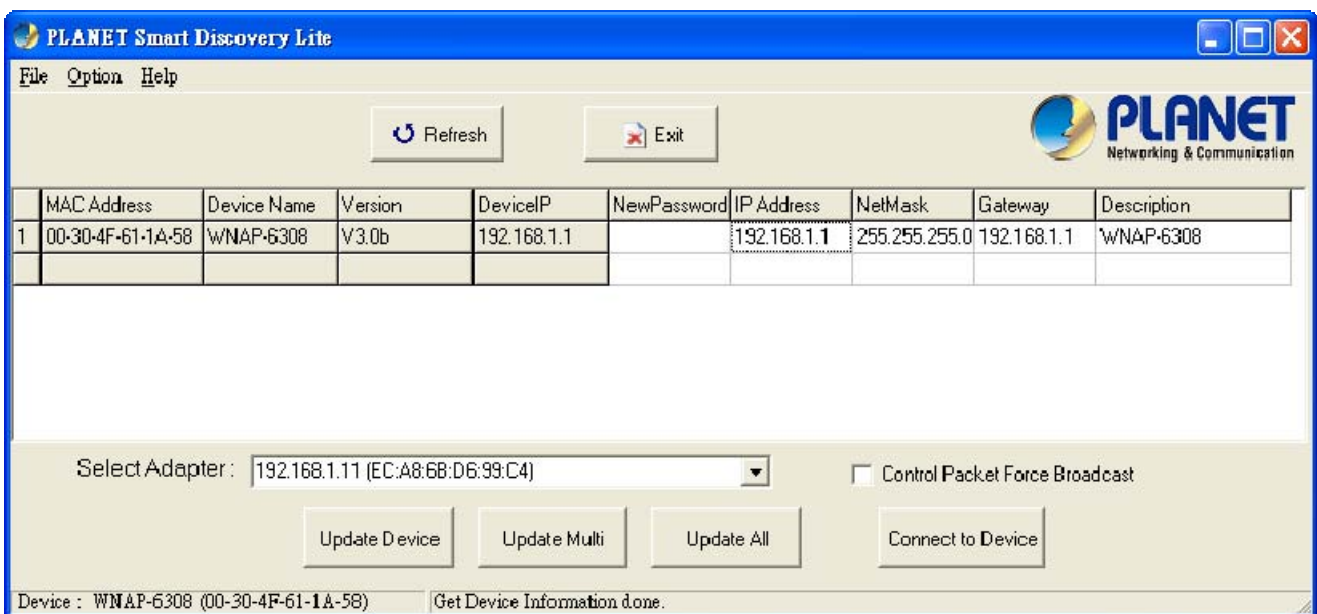 PLANET Smart Discovery Lite
File Option Help
Refresh Exit
PLANET
Networking & Communication
MAC Address Device Name Version DeviceIP NewPassword IP Address NetMask Gateway Description
1 00-30-4F-61-1A-58 WNAP-6308 V3.0b 192.168.1.1 192.168.1.1 255.255.255.0 192.168.1.1 WNAP-6308
Select Adapter : 192.168.1.11 (EC:A8:6B:D6:99:C4) Control Packet Force Broadcast
Update Device Update Multi Update All Connect to Device
Device : WNAP-6308 (00-30-4F-61-1A-58) Get Device Information done.